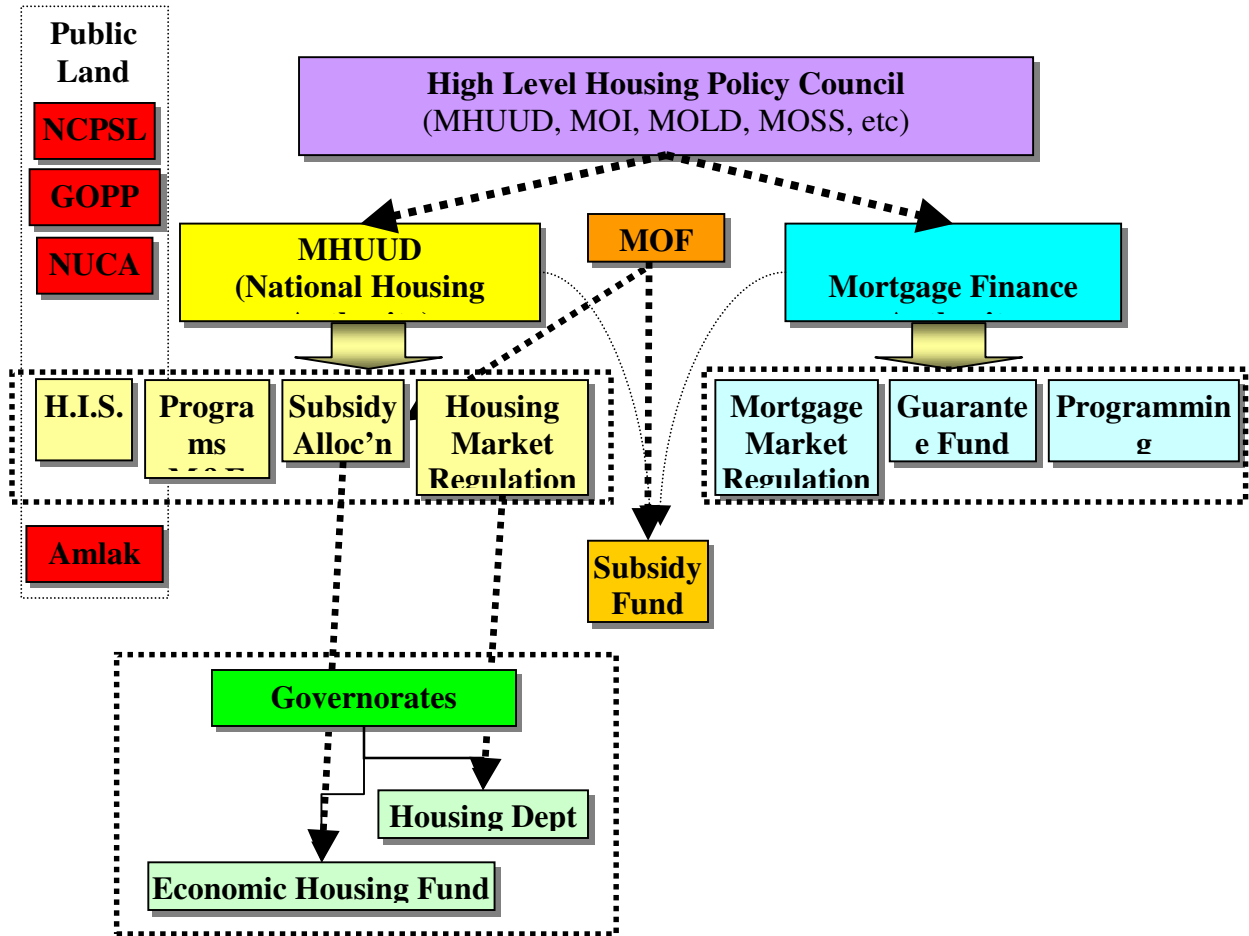 Public
Land
NCPSL
GOPP
NUCA
Amlak
High Level Housing Policy Council
(MHUUD, MOI, MOLD, MOSS, etc)
MHUUD
(National Housing
MOF
Mortgage Finance
H.I.S.
Progra
ms
Subsidy
Alloc’n
Housing
Market
Regulation
Mortgage
Market
Regulation
Guarante
e Fund
Programmin
g
Subsidy
Fund
Governorates
Housing Dept
Economic Housing Fund